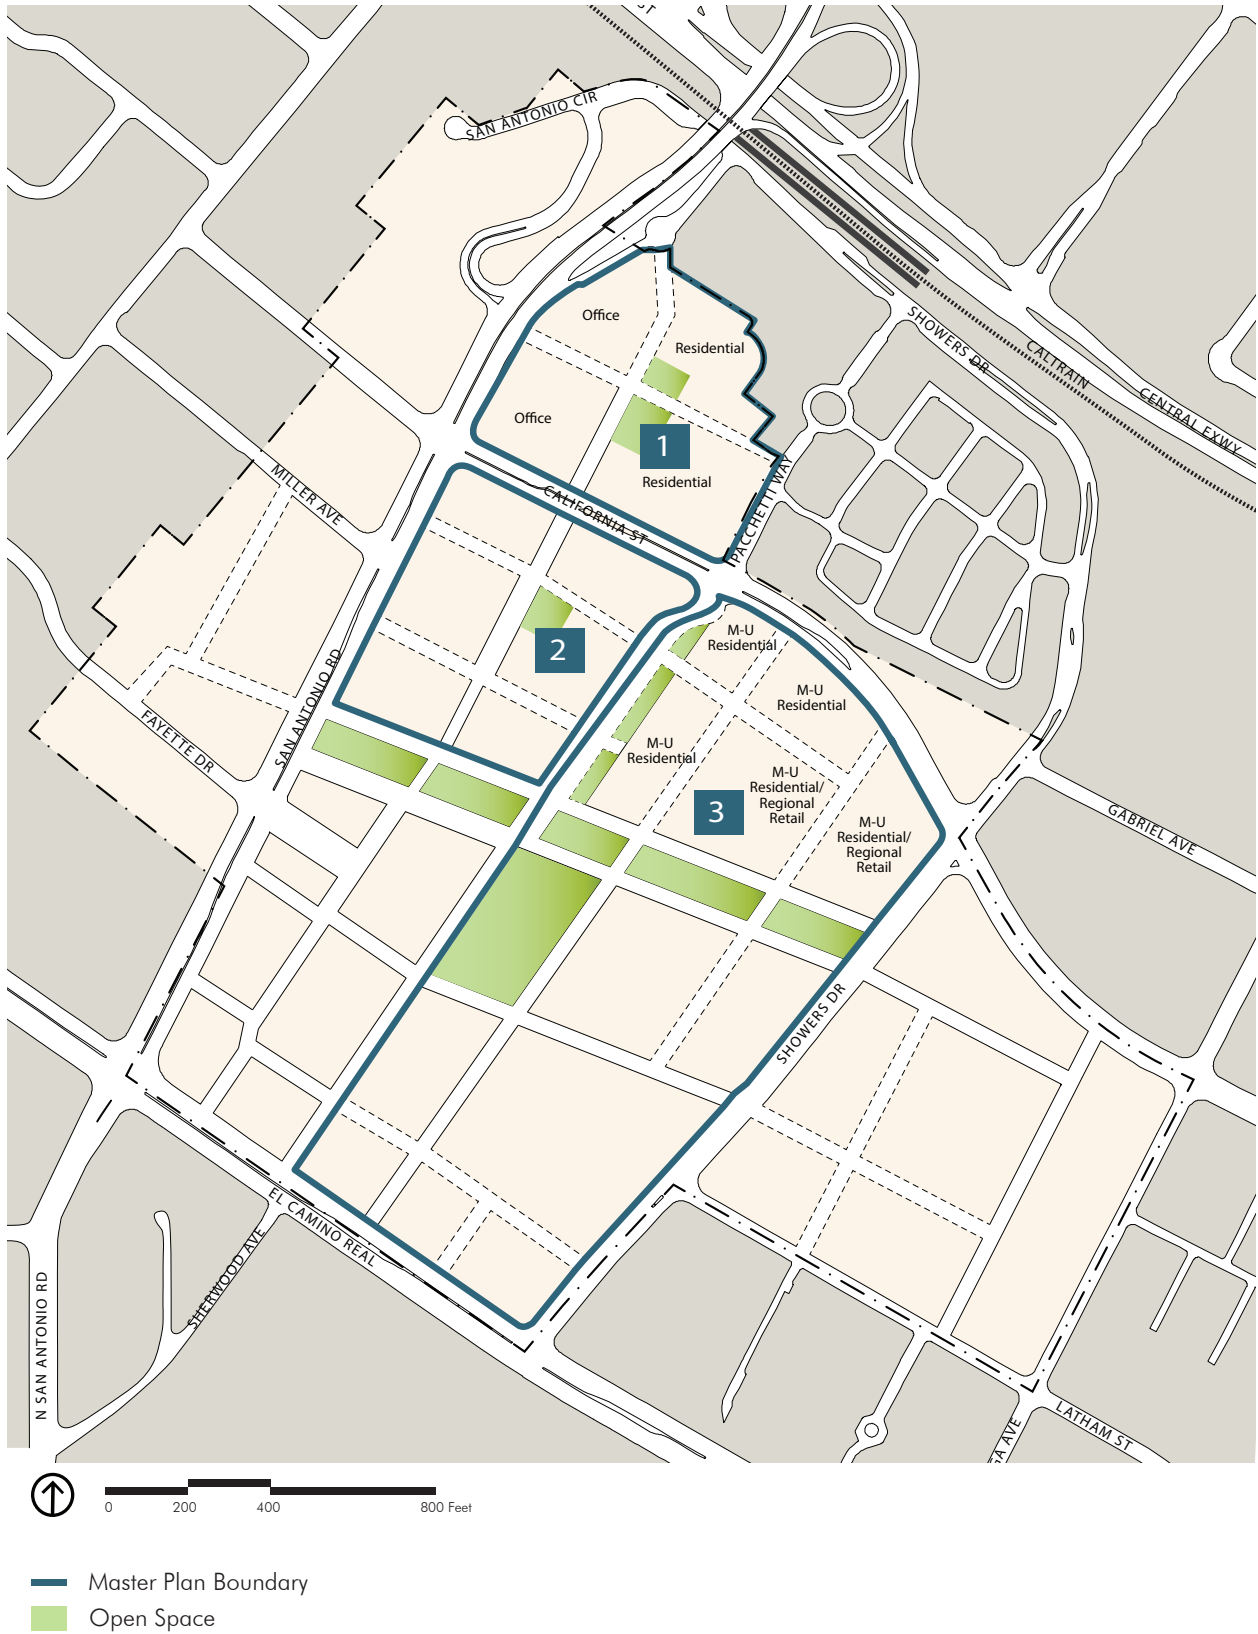 ST
SAN ANTONIO CIR
Office
Residential
SHOWERS DR
CALTRAIN
CENTRAL EXWY
Office
1
Residential
MILLER AVE
CALIFORNIA ST
PACCHETTI WAY
2
M-U
Residential
M-U
Residential
SAN ANTONIO RD
FAYETTE DR
M-U
Residential
M-U
Residential/
Regional
Retail
3
M-U
Residential/
Regional
Retail
GABRIEL AVE
SHOWERS DR
EL CAMINO REAL
SHERWOOD AVE
N SAN ANTONIO RD
LATHAM ST
GA AVE
0 200 400 800 Feet
Master Plan Boundary
Open Space